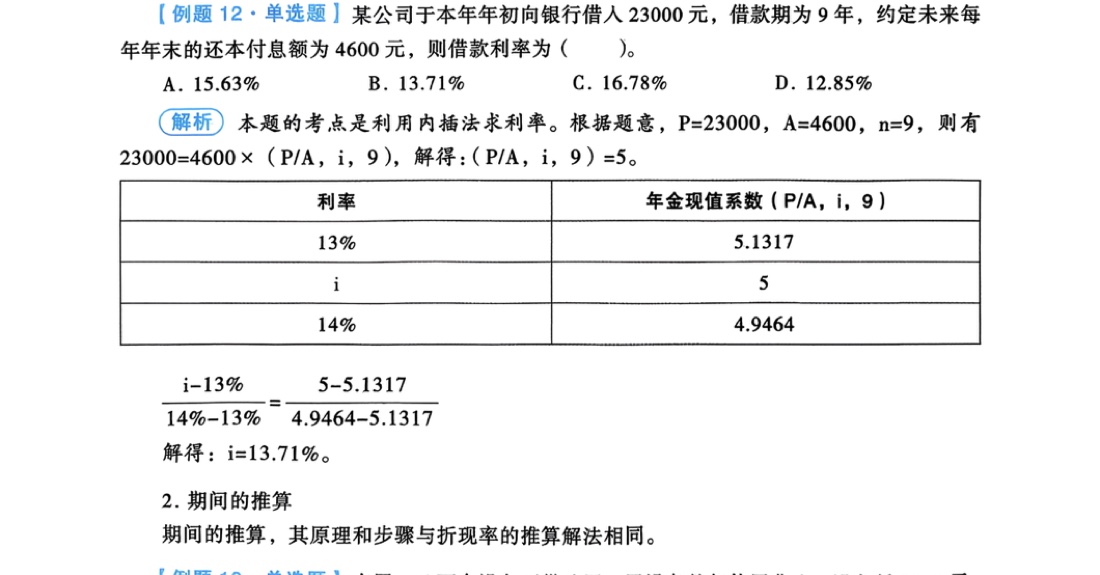 【例题 12·单选题】某公司于本年年初向银行借入 23000 元，借款期为 9 年，约定未来每
年年末的还本付息额为 4600 元，则借款利率为（　　）。
A. 15.63%　B. 13.71%　C. 16.78%　D. 12.85%
解析　本题的考点是利用内插法求利率。根据题意，P=23000，A=4600，n=9，则有
23000=4600×（P/A，i，9），解得：（P/A，i，9）=5。
利率　年金现值系数（P/A，i，9）
13%　5.1317
i　5
14%　4.9464
i-13%　5-5.1317
=
14%-13%　4.9464-5.1317
解得：i=13.71%。
2. 期间的推算
期间的推算，其原理和步骤与折现率的推算解法相同。